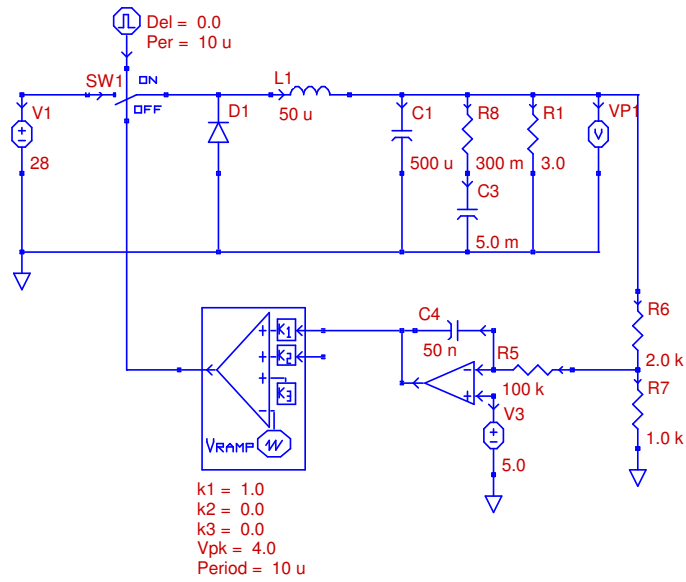 Del = 0.0
Per = 10 u
SW1
ON
OFF
V1
28
D1
L1
50 u
C1
500 u
R8
300 m
C3
5.0 m
R1
3.0
VP1
V
R6
2.0 k
R7
1.0 k
C4
50 n
R5
100 k
V3
5.0
K1
K2
K3
VRAMP
k1 = 1.0
k2 = 0.0
k3 = 0.0
Vpk = 4.0
Period = 10 u